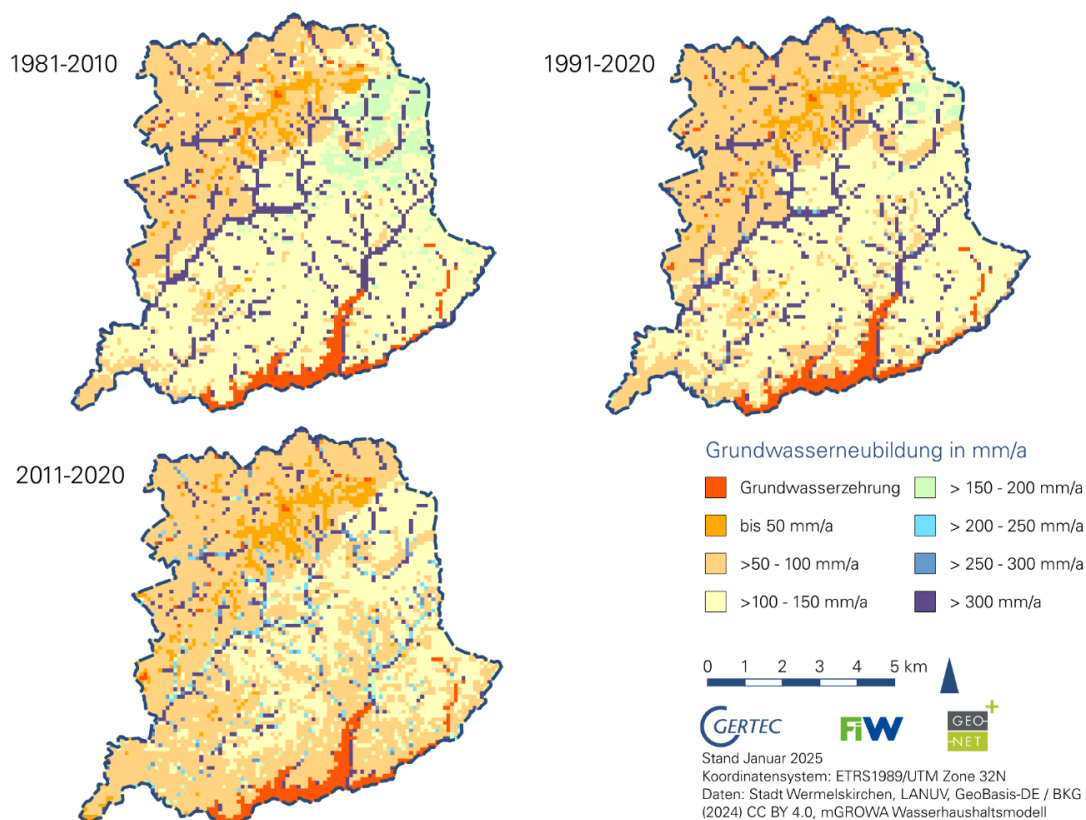 1981-2010
1991-2020
2011-2020
Grundwasserneubildung in mm/a
Grundwasserzehrung
bis 50 mm/a
>50 - 100 mm/a
>100 - 150 mm/a
> 150 - 200 mm/a
> 200 - 250 mm/a
> 250 - 300 mm/a
> 300 mm/a
0 1 2 3 4 5 km
GERTEC
FiW
GEO-
NET
Stand Januar 2025
Koordinatensystem: ETRS1989/UTM Zone 32N
Daten: Stadt Wermelskirchen, LANUV, GeoBasis-DE / BKG
(2024) CC BY 4.0, mGROWA Wasserhaushaltsmodell